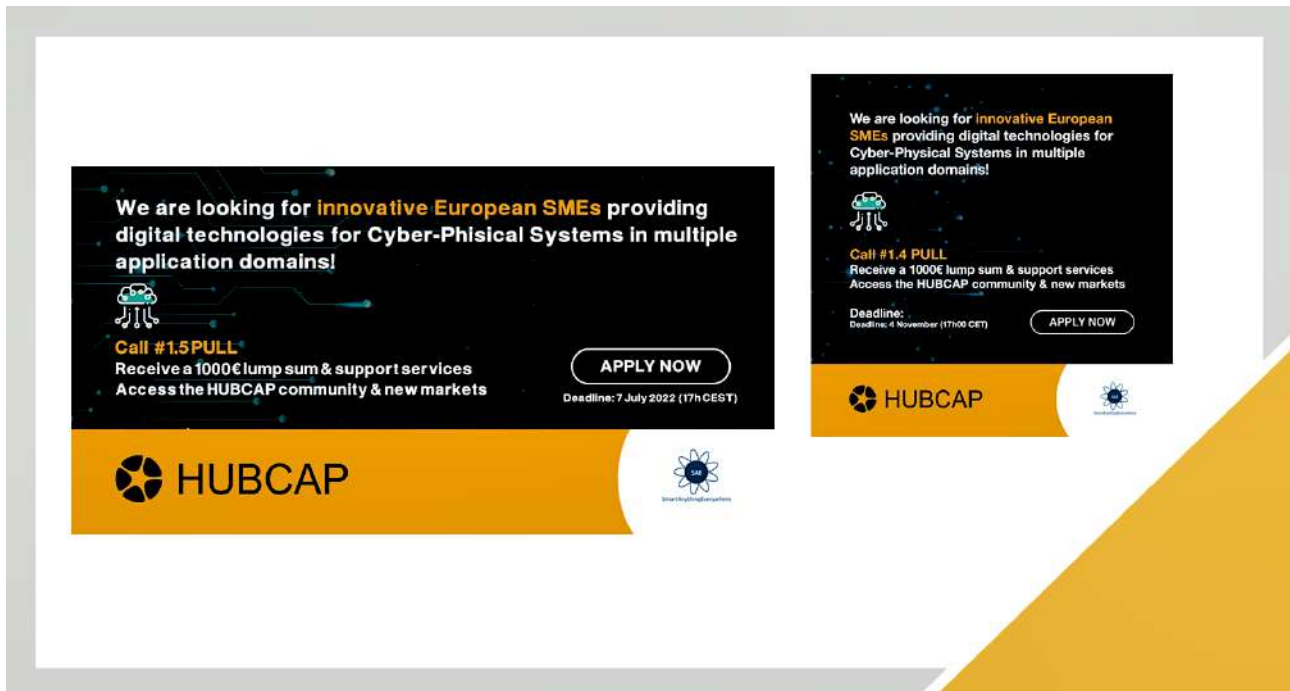 We are looking for innovative European SMEs providing
digital technologies for Cyber-Phisical Systems in multiple
application domains!
Call #1.5 PULL
Receive a 1000€ lump sum & support services
Access the HUBCAP community & new markets
APPLY NOW
Deadline: 7 July 2022 (17h CEST)
HUBCAP
SAE
SmartAnythingEverywhere
We are looking for innovative European
SMEs providing digital technologies for
Cyber-Physical Systems in multiple
application domains!
Call #1.4 PULL
Receive a 1000€ lump sum & support services
Access the HUBCAP community & new markets
Deadline:
Deadline: 4 November (17h00 CET)
APPLY NOW
HUBCAP
SAE
SmartAnythingEverywhere